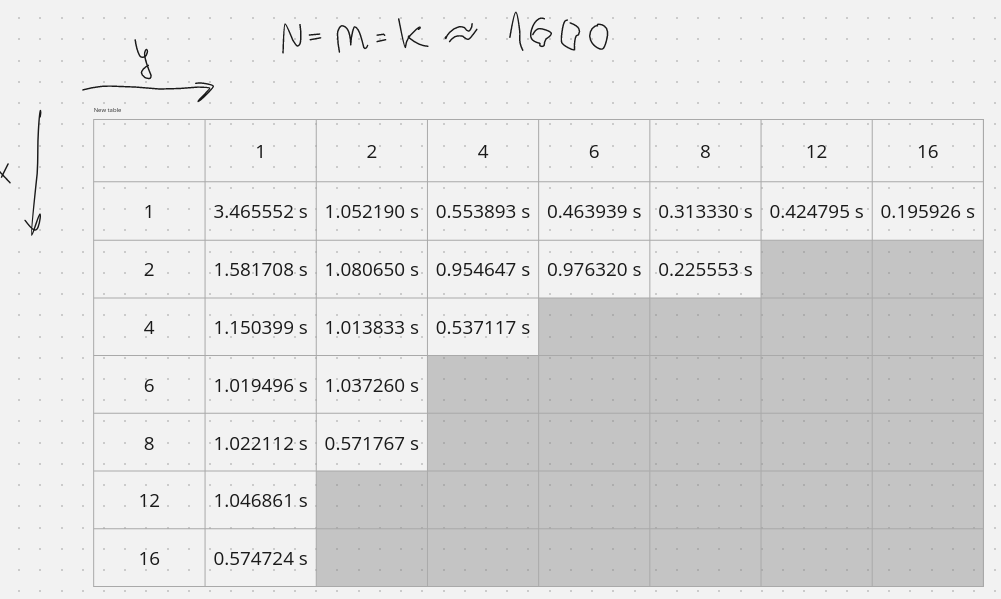 N = m = k ≈ 1600
y
New table
1 2 4 6 8 12 16
x
1 3.465552 s 1.052190 s 0.553893 s 0.463939 s 0.313330 s 0.424795 s 0.195926 s
2 1.581708 s 1.080650 s 0.954647 s 0.976320 s 0.225553 s
4 1.150399 s 1.013833 s 0.537117 s
6 1.019496 s 1.037260 s
8 1.022112 s 0.571767 s
12 1.046861 s
16 0.574724 s